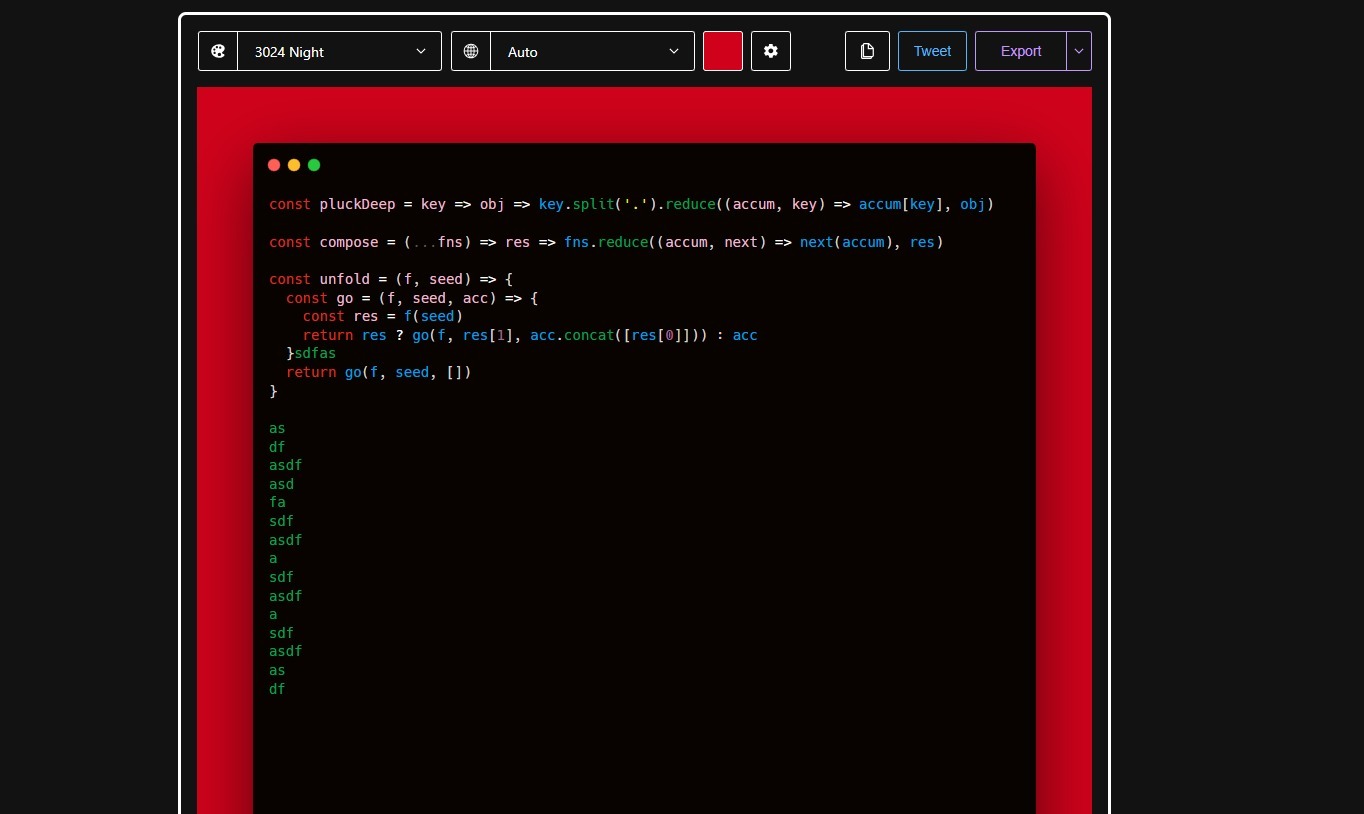 3024 Night Auto Tweet Export
const pluckDeep = key => obj => key.split('.').reduce((accum, key) => accum[key], obj)
const compose = (...fns) => res => fns.reduce((accum, next) => next(accum), res)
const unfold = (f, seed) => {
  const go = (f, seed, acc) => {
    const res = f(seed)
    return res ? go(f, res[1], acc.concat([res[0]])) : acc
  }sdfas
  return go(f, seed, [])
}
as
df
asdf
asd
fa
sdf
asdf
a
sdf
asdf
a
sdf
asdf
as
df